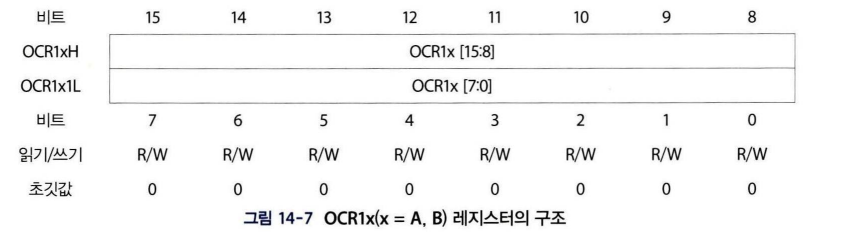 비트 15 14 13 12 11 10 9 8
OCR1xH OCR1x [15:8]
OCR1x1L OCR1x [7:0]
비트 7 6 5 4 3 2 1 0
읽기/쓰기 R/W R/W R/W R/W R/W R/W R/W R/W
초깃값 0 0 0 0 0 0 0 0
그림 14-7 OCR1x(x = A, B) 레지스터의 구조